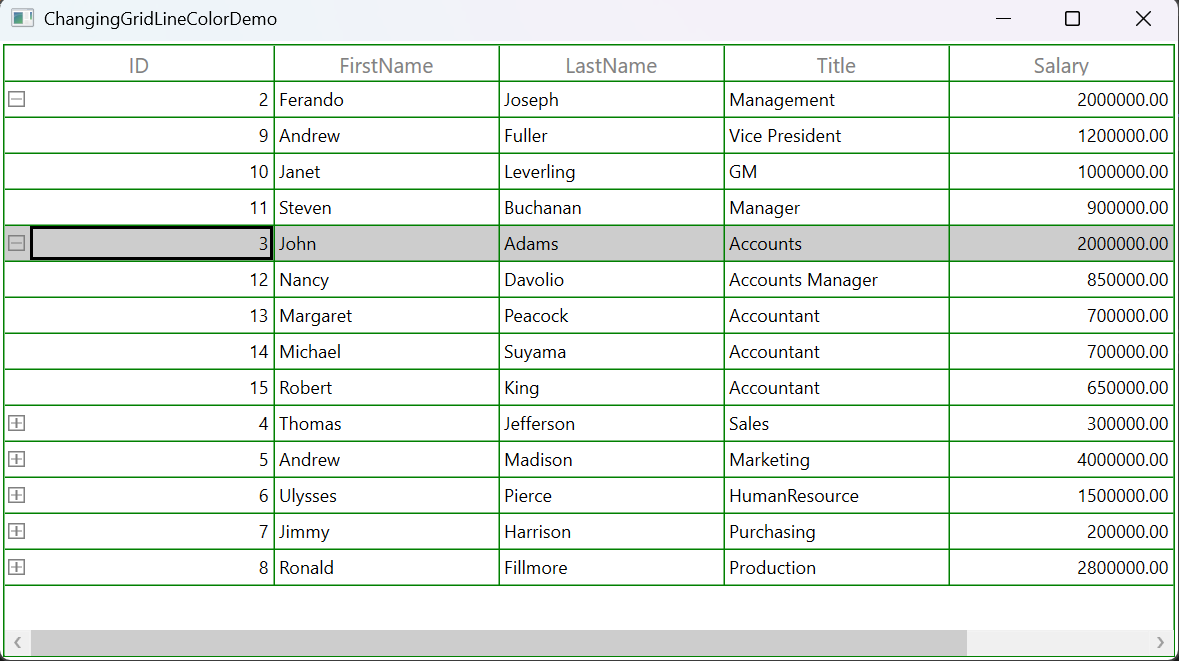 ChangingGridLineColorDemo
ID FirstName LastName Title Salary
2 Ferando Joseph Management 2000000.00
9 Andrew Fuller Vice President 1200000.00
10 Janet Leverling GM 1000000.00
11 Steven Buchanan Manager 900000.00
3 John Adams Accounts 2000000.00
12 Nancy Davolio Accounts Manager 850000.00
13 Margaret Peacock Accountant 700000.00
14 Michael Suyama Accountant 700000.00
15 Robert King Accountant 650000.00
4 Thomas Jefferson Sales 300000.00
5 Andrew Madison Marketing 4000000.00
6 Ulysses Pierce HumanResource 1500000.00
7 Jimmy Harrison Purchasing 200000.00
8 Ronald Fillmore Production 2800000.00